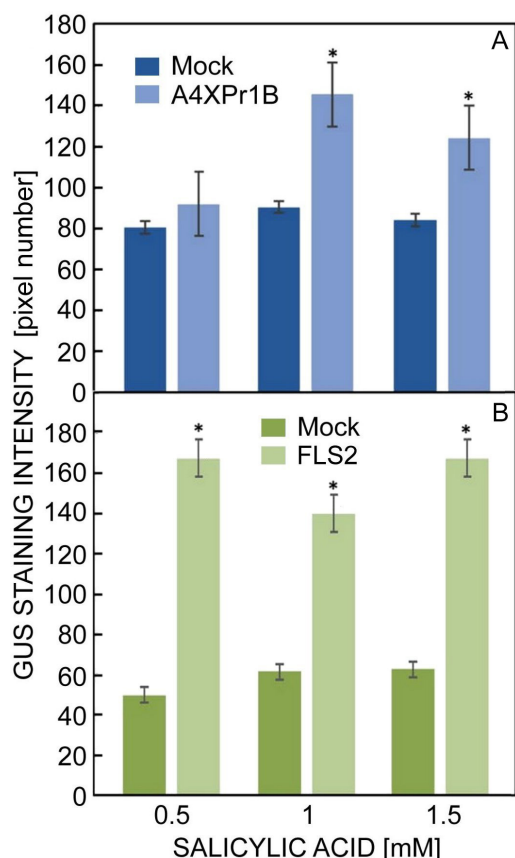 GUS STAINING INTENSITY [pixel number]
A
Mock
A4XPr1B
180
160
*
*
140
120
100
80
60
40
20
0
B
Mock
FLS2
180
*
*
160
*
140
120
100
80
60
40
20
0
0.5 1 1.5
SALICYLIC ACID [mM]